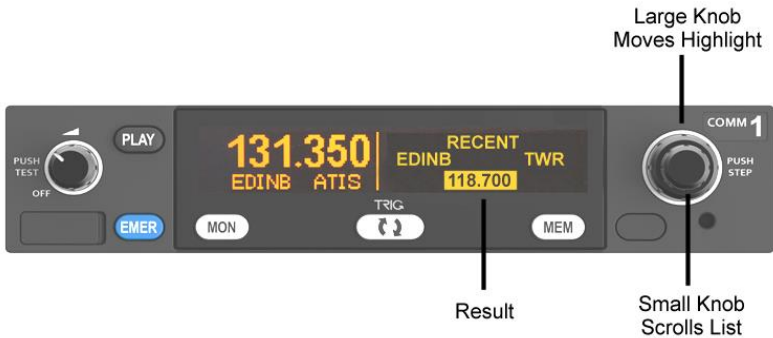 Large Knob
Moves Highlight
PUSH
TEST
OFF
PLAY
EMER
131.350
EDINB ATIS
RECENT
EDINB TWR
118.700
MON
TRIG
MEM
COMM 1
PUSH
STEP
Result
Small Knob
Scrolls List